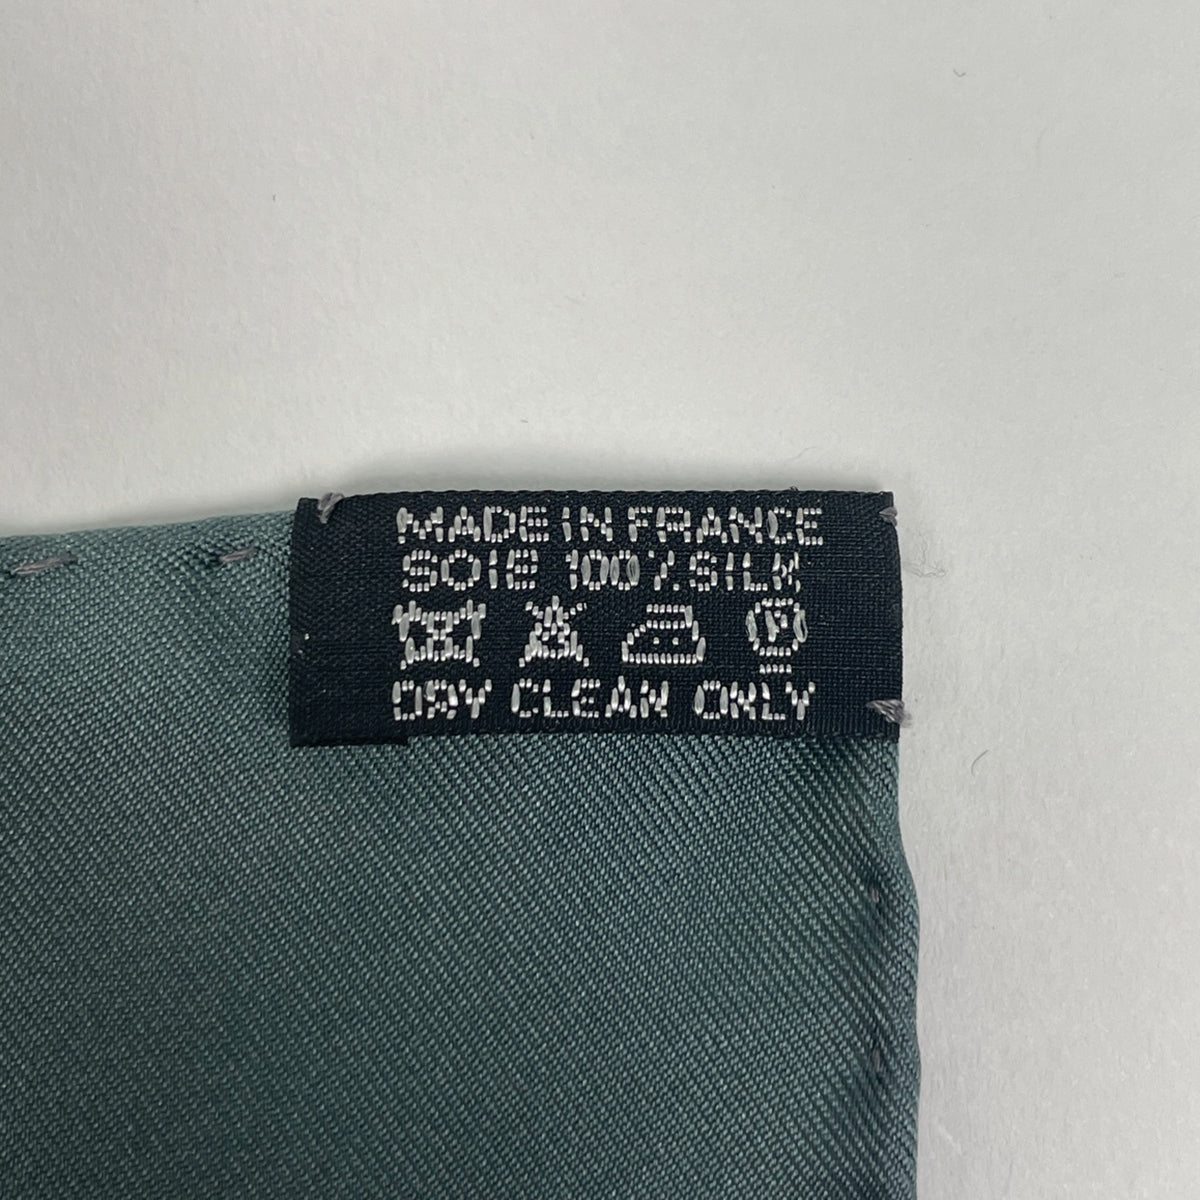 MADE IN FRANCE
SOIE 100% SILK
DRY CLEAN ONLY